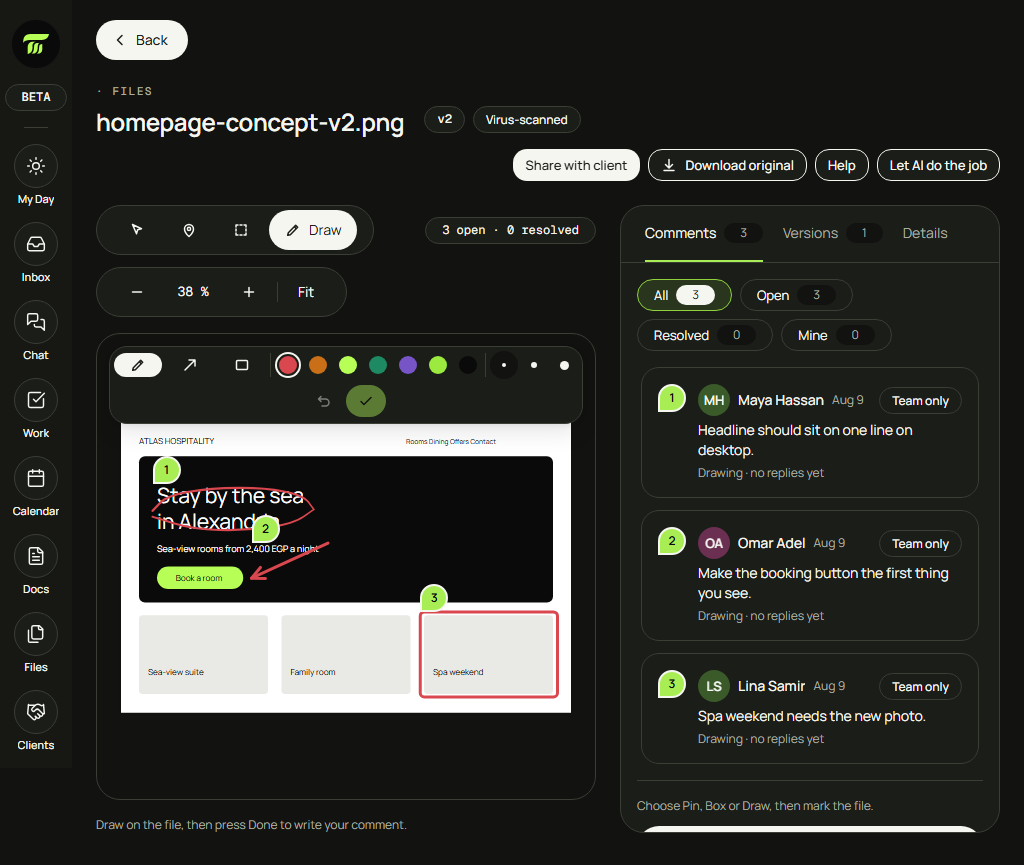 Back
BETA
· FILES
homepage-concept-v2.png
v2
Virus-scanned
Share with client
Download original
Help
Let AI do the job
My Day
Inbox
Chat
Work
Calendar
Docs
Files
Clients
Draw
3 open · 0 resolved
38 %
Fit
ATLAS HOSPITALITY
Rooms Dining Offers Contact
1
Stay by the sea
in Alexand
2
Sea-view rooms from 2,400 EGP a night
Book a room
3
Sea-view suite
Family room
Spa weekend
Draw on the file, then press Done to write your comment.
Comments 3
Versions 1
Details
All 3
Open 3
Resolved 0
Mine 0
1
MH
Maya Hassan Aug 9
Team only
Headline should sit on one line on
desktop.
Drawing · no replies yet
2
OA
Omar Adel Aug 9
Team only
Make the booking button the first thing
you see.
Drawing · no replies yet
3
LS
Lina Samir Aug 9
Team only
Spa weekend needs the new photo.
Drawing · no replies yet
Choose Pin, Box or Draw, then mark the file.